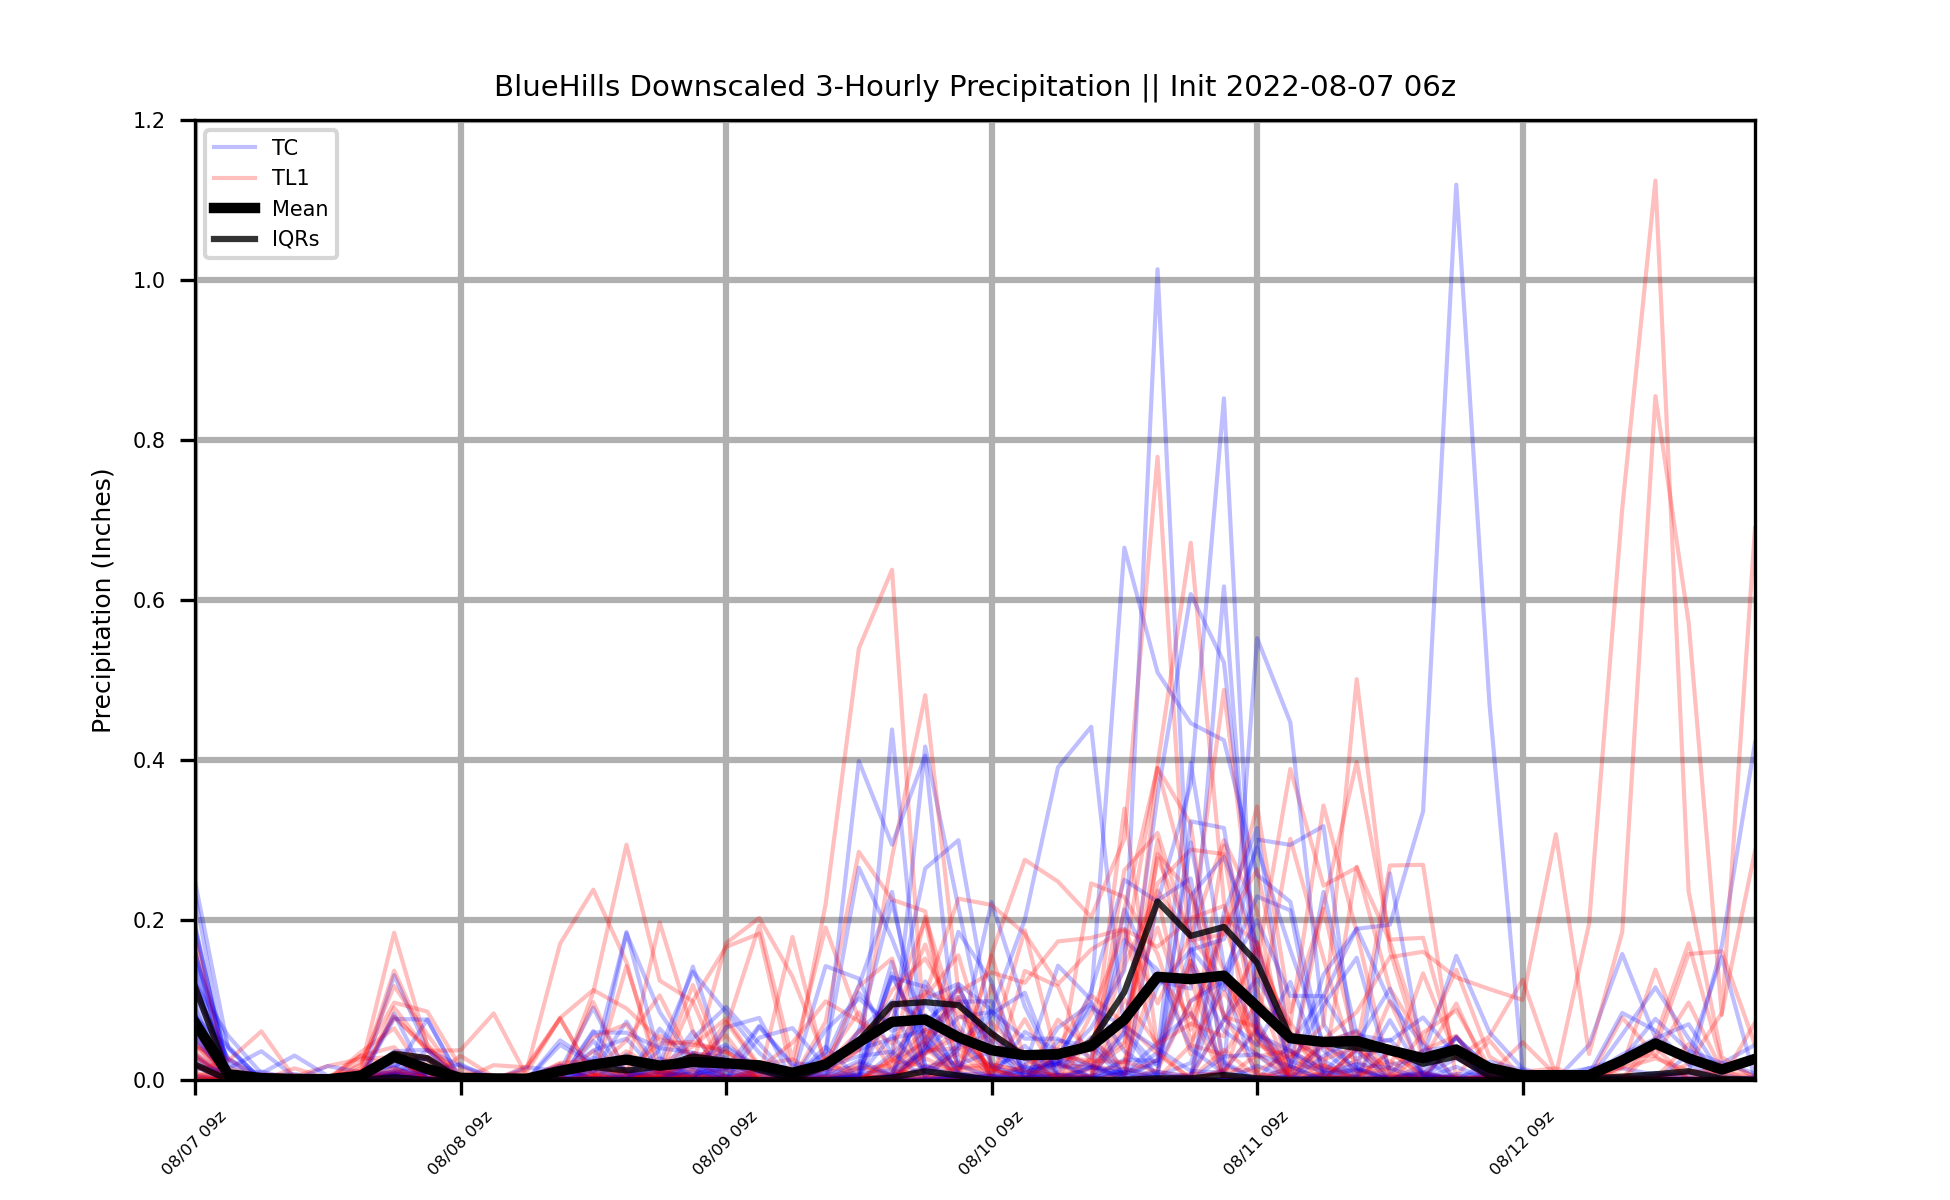 BlueHills Downscaled 3-Hourly Precipitation || Init 2022-08-07 06z
1.2
1.0
0.8
0.6
0.4
0.2
0.0
Precipitation (Inches)
TC
TL1
Mean
IQRs
08/07 09z
08/08 09z
08/09 09z
08/10 09z
08/11 09z
08/12 09z